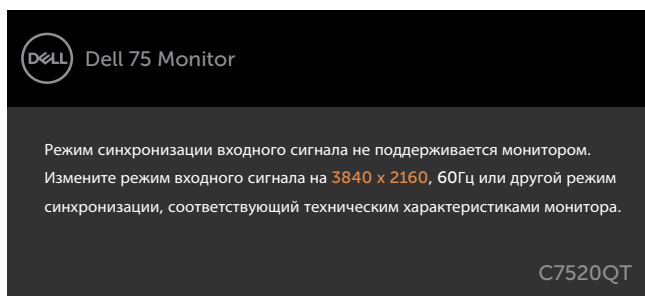 DELL
Dell 75 Monitor
Режим синхронизации входного сигнала не поддерживается монитором.
Измените режим входного сигнала на 3840 x 2160, 60Гц или другой режим
синхронизации, соответствующий техническим характеристиками монитора.
C7520QT